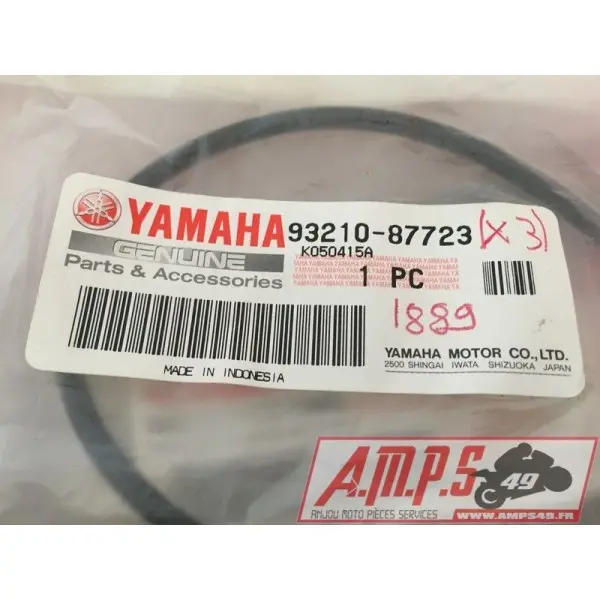 YAMAHA 93210-87723 (X 3)
GENUINE K050415A
Parts & Accessories 1 PC
1889
YAMAHA MOTOR CO.,LTD.
2500 SHINGAI IWATA SHIZUOKA JAPAN
MADE IN INDONESIA
A.M.P.S 49
ANJOU MOTO PIÈCES SERVICES
WWW.AMPS49.FR